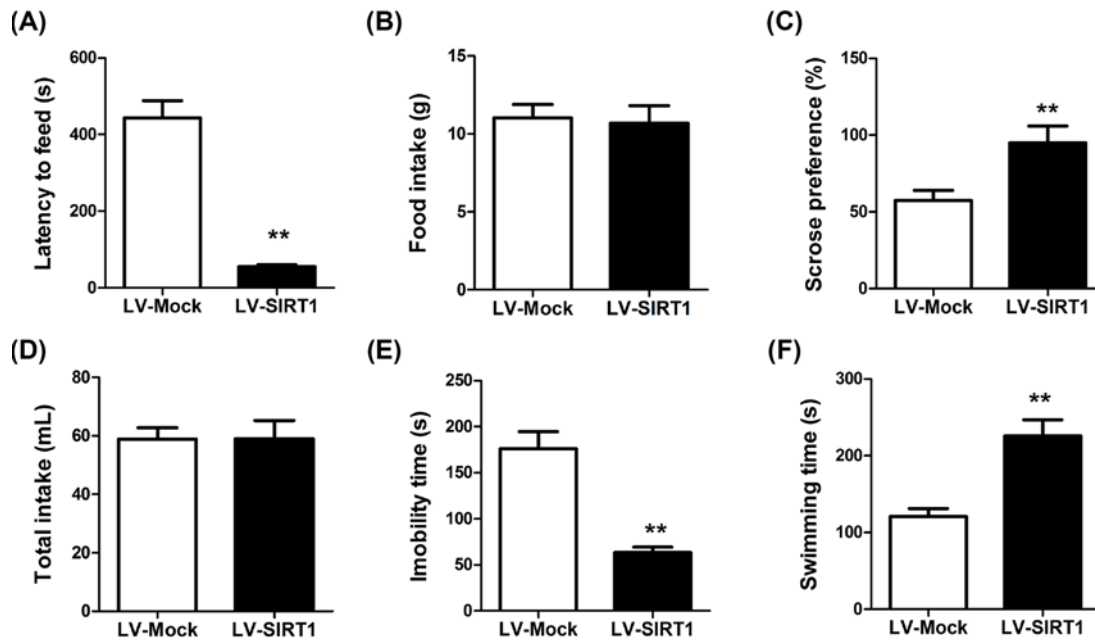 (A)
Latency to feed (s)
600
400
200
0
LV-Mock LV-SIRT1
(B)
Food intake (g)
15
10
5
0
LV-Mock LV-SIRT1
(C)
Scrose preference (%)
150
100
50
0
**
LV-Mock LV-SIRT1
**
(D)
Total intake (mL)
80
60
40
20
0
LV-Mock LV-SIRT1
(E)
Imobility time (s)
250
200
150
100
50
0
**
LV-Mock LV-SIRT1
(F)
Swimming time (s)
300
200
100
0
**
LV-Mock LV-SIRT1